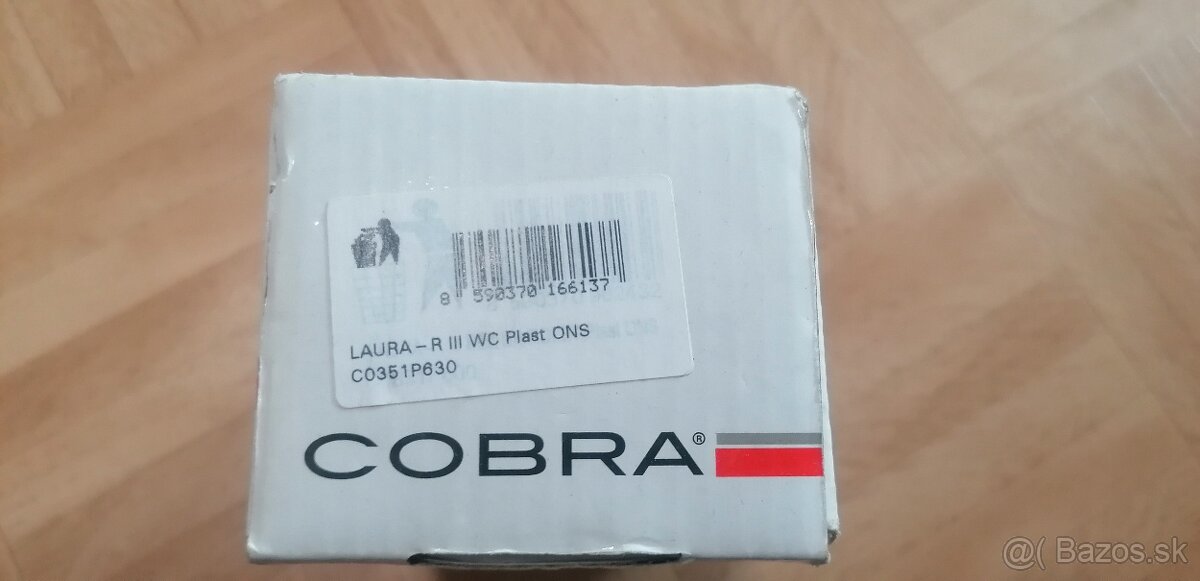 8 590370 166137
LAURA – R III WC Plast ONS
C0351P630
COBRA®
@( Bazos.sk